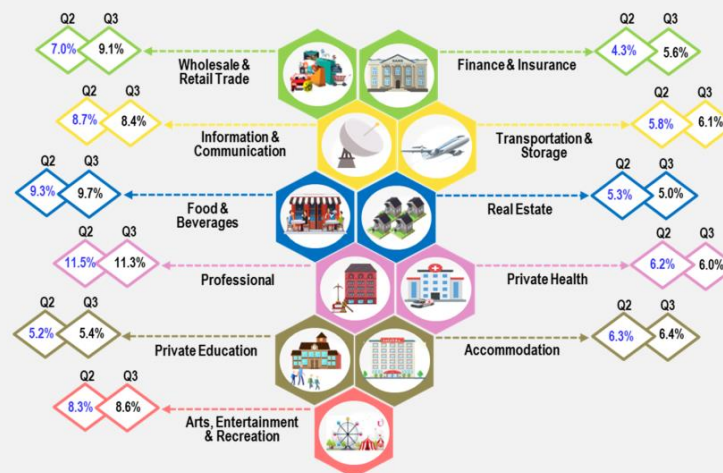 Q2 Q3
7.0% 9.1%
Wholesale &
Retail Trade
Q2 Q3
4.3% 5.6%
Finance & Insurance
Q2 Q3
8.7% 8.4%
Information &
Communication
Q2 Q3
5.8% 6.1%
Transportation &
Storage
Q2 Q3
9.3% 9.7%
Food &
Beverages
Q2 Q3
5.3% 5.0%
Real Estate
Q2 Q3
11.5% 11.3%
Professional
Q2 Q3
6.2% 6.0%
Private Health
Q2 Q3
5.2% 5.4%
Private Education
Q2 Q3
6.3% 6.4%
Accommodation
Q2 Q3
8.3% 8.6%
Arts, Entertainment
& Recreation